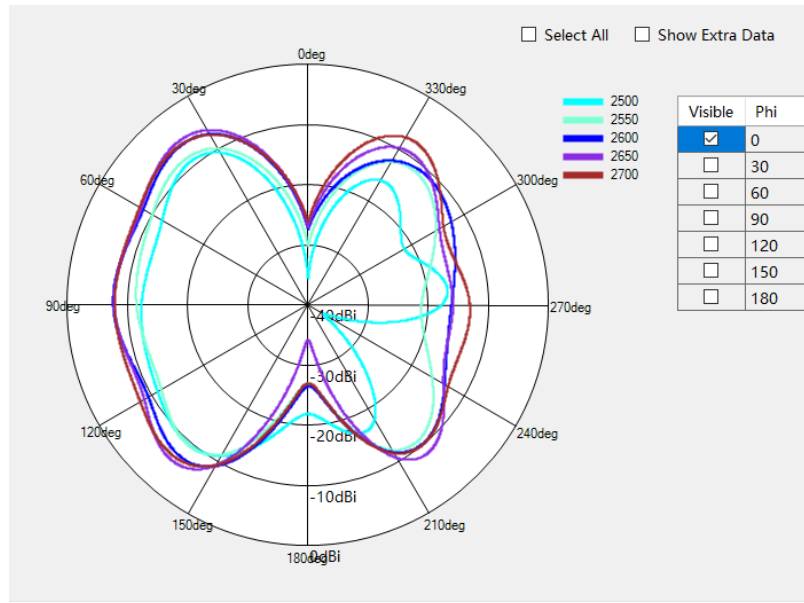 Select All
Show Extra Data
0deg
30deg
330deg
2500
2550
2600
2650
2700
Visible Phi
0
30
60
90
120
150
180
60deg
300deg
90deg
270deg
-40dBi
-30dBi
120deg
240deg
-20dBi
-10dBi
150deg
210deg
180deg
0dBi